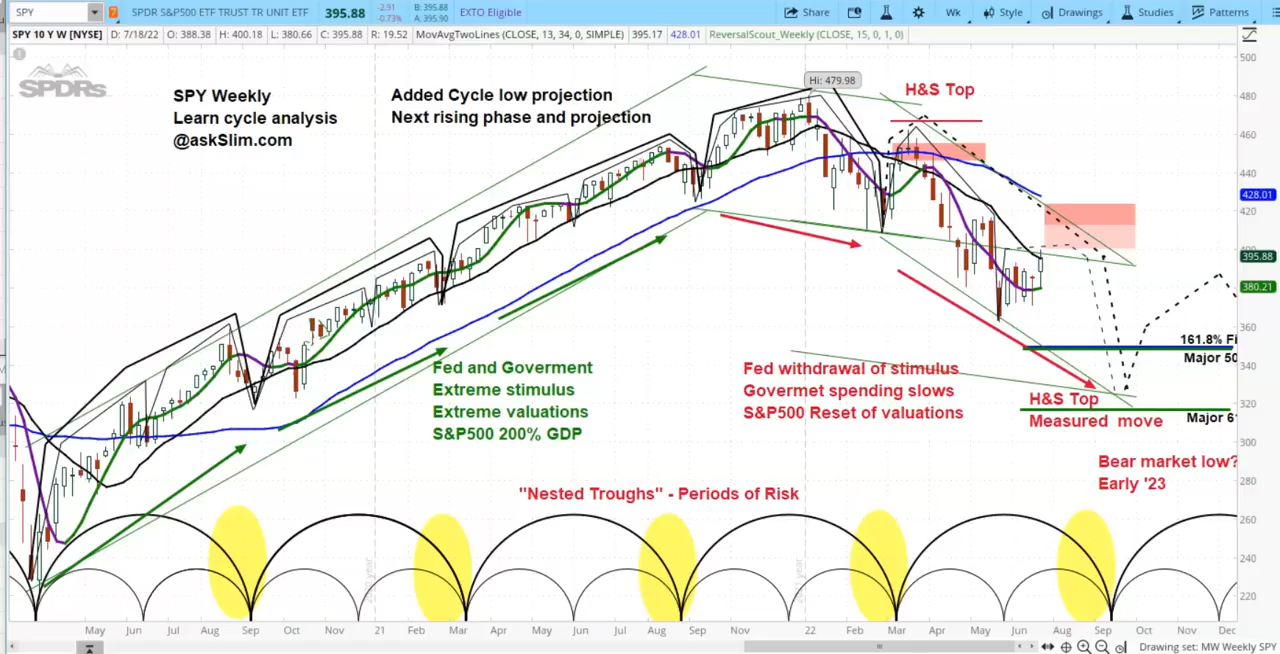 SPY
7
SPDR S&P500 ETF TRUST TR UNIT ETF
395.88
-2.91
-0.73%
B: 395.88
A: 395.90
EXTO Eligible
Share
Wk
Style
Drawings
Studies
Patterns
SPY 10 Y W [NYSE]
D: 7/18/22
O: 388.38
H: 400.18
L: 380.66
C: 395.88
R: 19.52
MovAvgTwoLines (CLOSE, 13, 34, 0, SIMPLE)
395.17
428.01
ReversalScout_Weekly (CLOSE, 15, 0, 1, 0)
SPDRs
SPY Weekly
Learn cycle analysis
@askSlim.com
Added Cycle low projection
Next rising phase and projection
Hi: 479.98
H&S Top
500
480
460
440
428.01
420
400
395.88
380.21
360
340
320
300
280
260
240
220
161.8% Fi
Major 50
Fed and Goverment
Extreme stimulus
Extreme valuations
S&P500 200% GDP
Fed withdrawal of stimulus
Govermet spending slows
S&P500 Reset of valuations
H&S Top
Measured move
Major 6
Bear market low?
Early '23
"Nested Troughs" - Periods of Risk
May
Jun
Jul
Aug
Sep
Oct
Nov
21
Feb
Mar
Apr
May
Jun
Jul
Aug
Sep
Nov
22
Feb
Mar
Apr
May
Jun
Aug
Sep
Oct
Nov
Dec
Drawing set: MW Weekly SPY